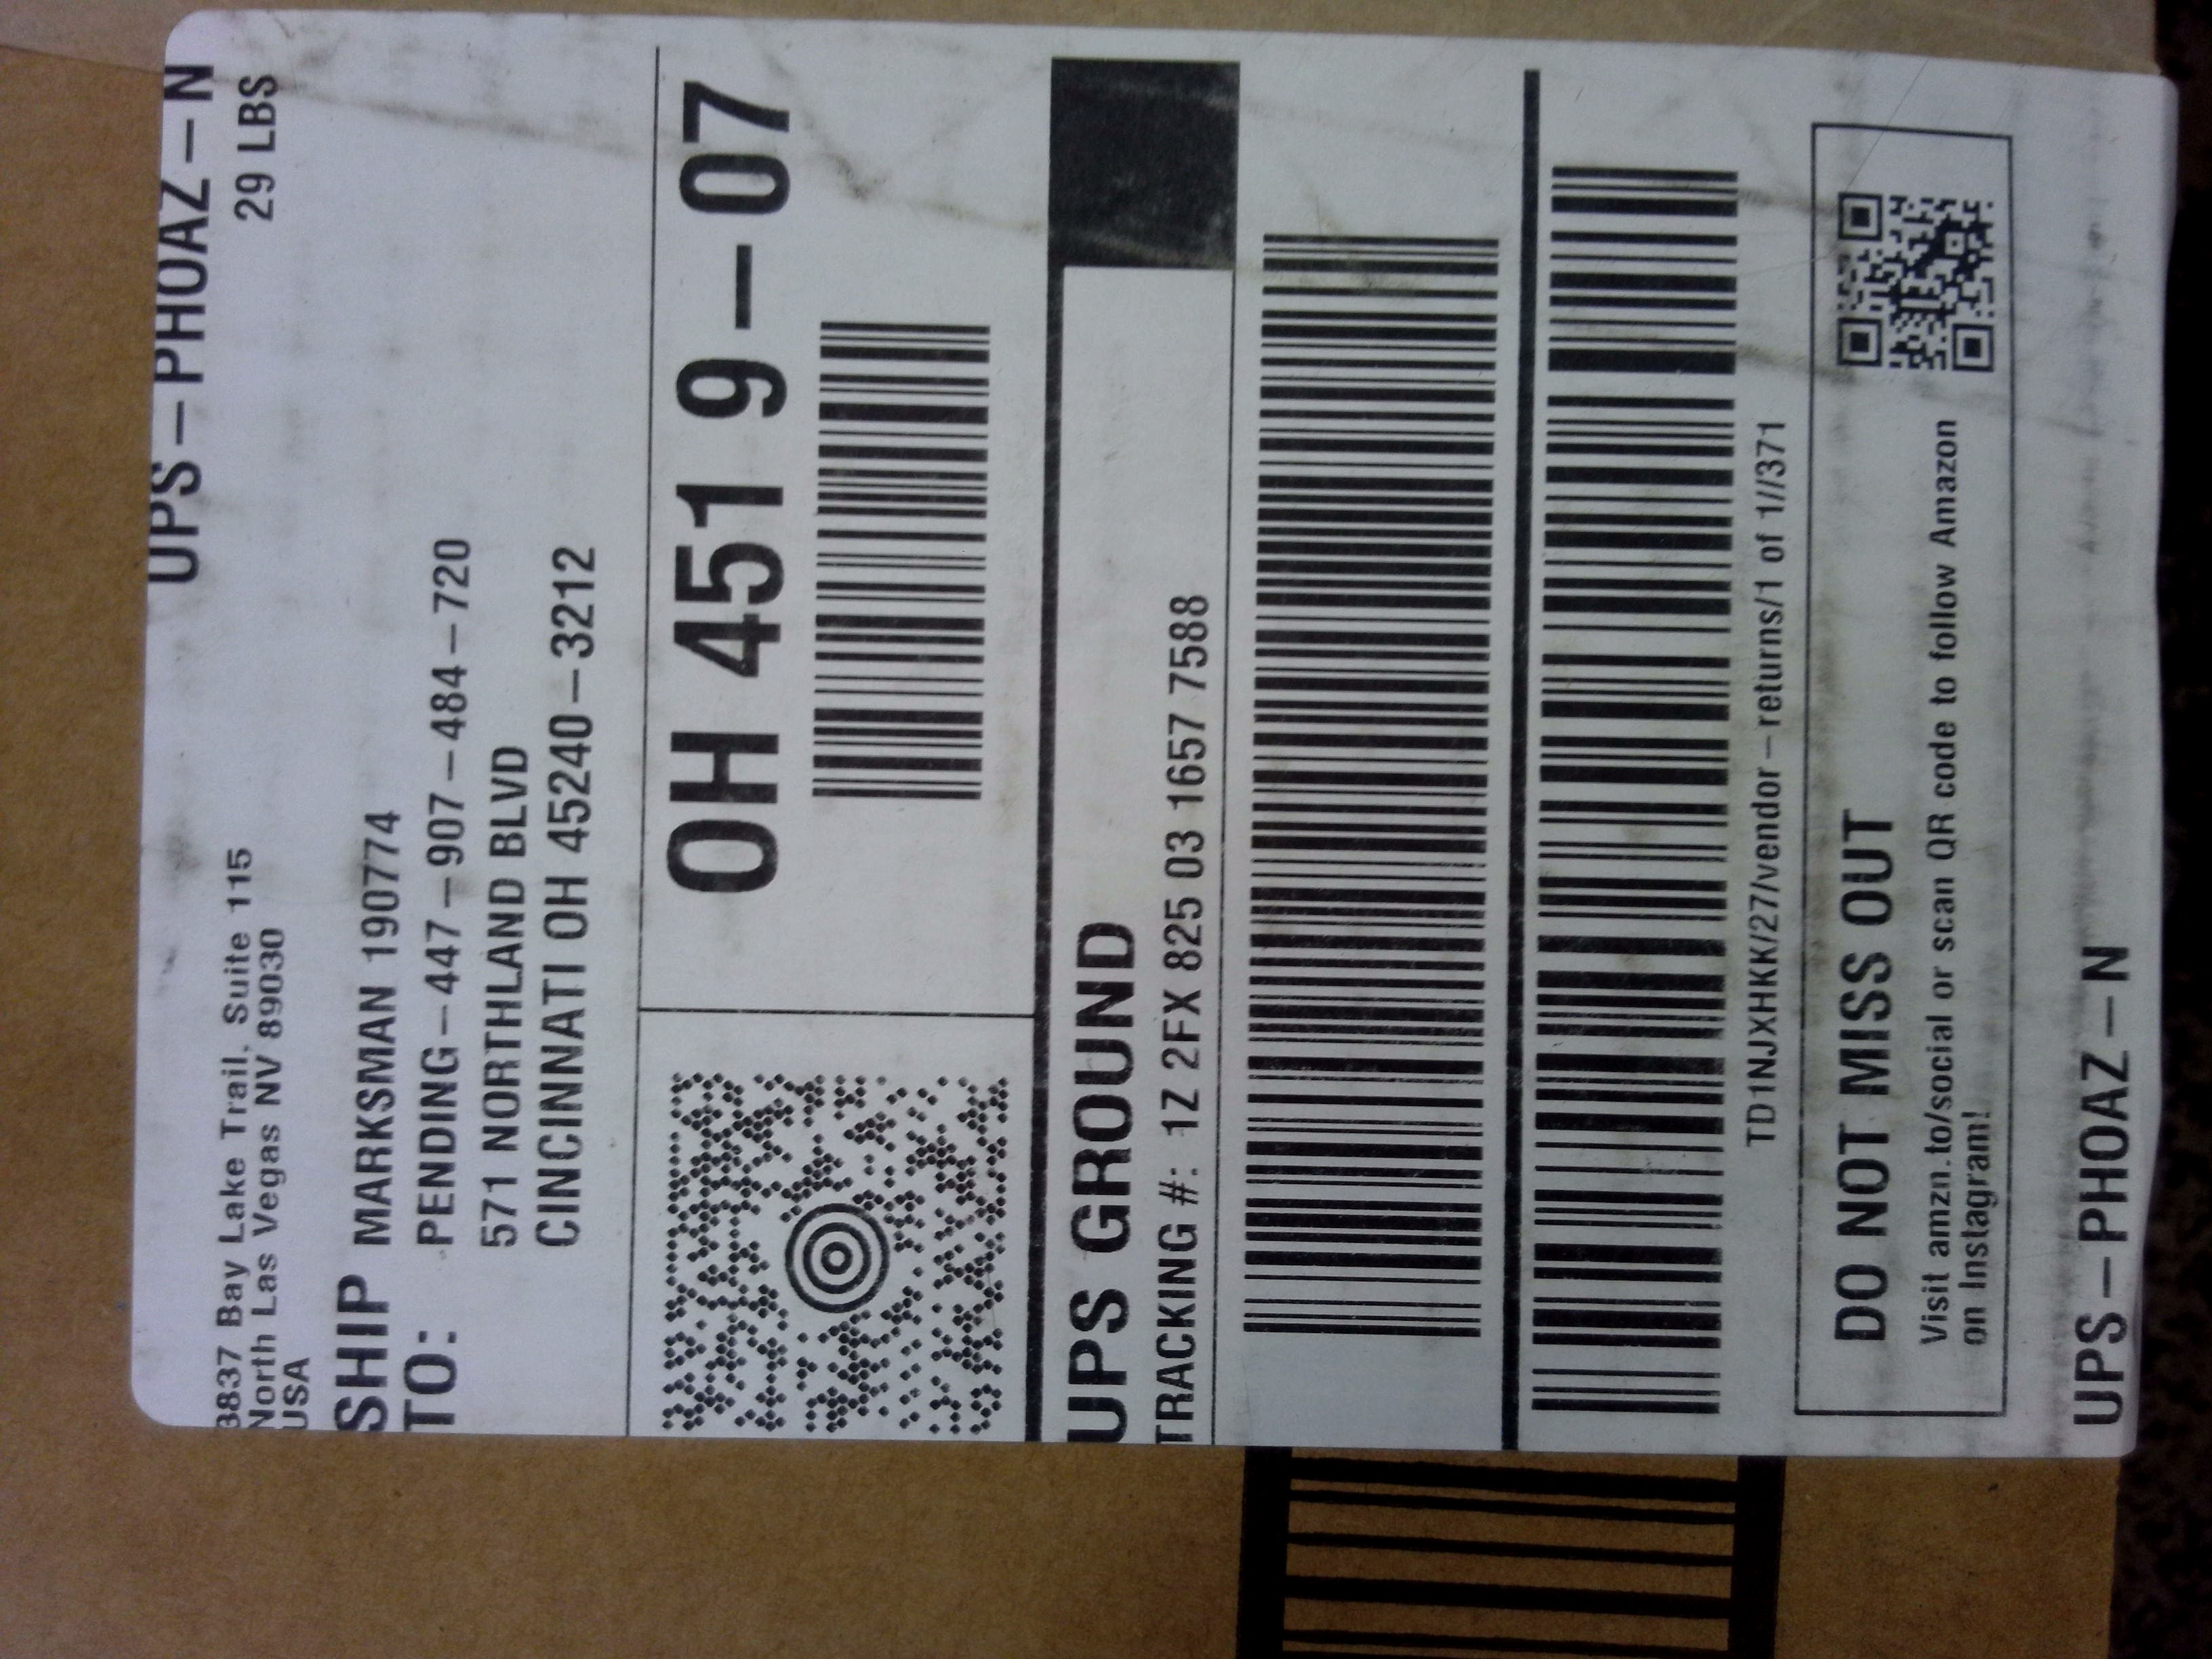 UPS-PHOAZ-N
29 LBS
3837 Bay Lake Trail, Suite 115
North Las Vegas NV 89030
USA
SHIP TO:
MARKSMAN 190774
PENDING-447-907-484-720
571 NORTHLAND BLVD
CINCINNATI OH 45240-3212
OH 451 9-07
UPS GROUND
TRACKING #: 1Z 2FX 825 03 1657 7588
TD1NJXHKK/27/vendor-returns/1 of 1//371
DO NOT MISS OUT
Visit amzn.to/social or scan QR code to follow Amazon
on Instagram!
UPS-PHOAZ-N